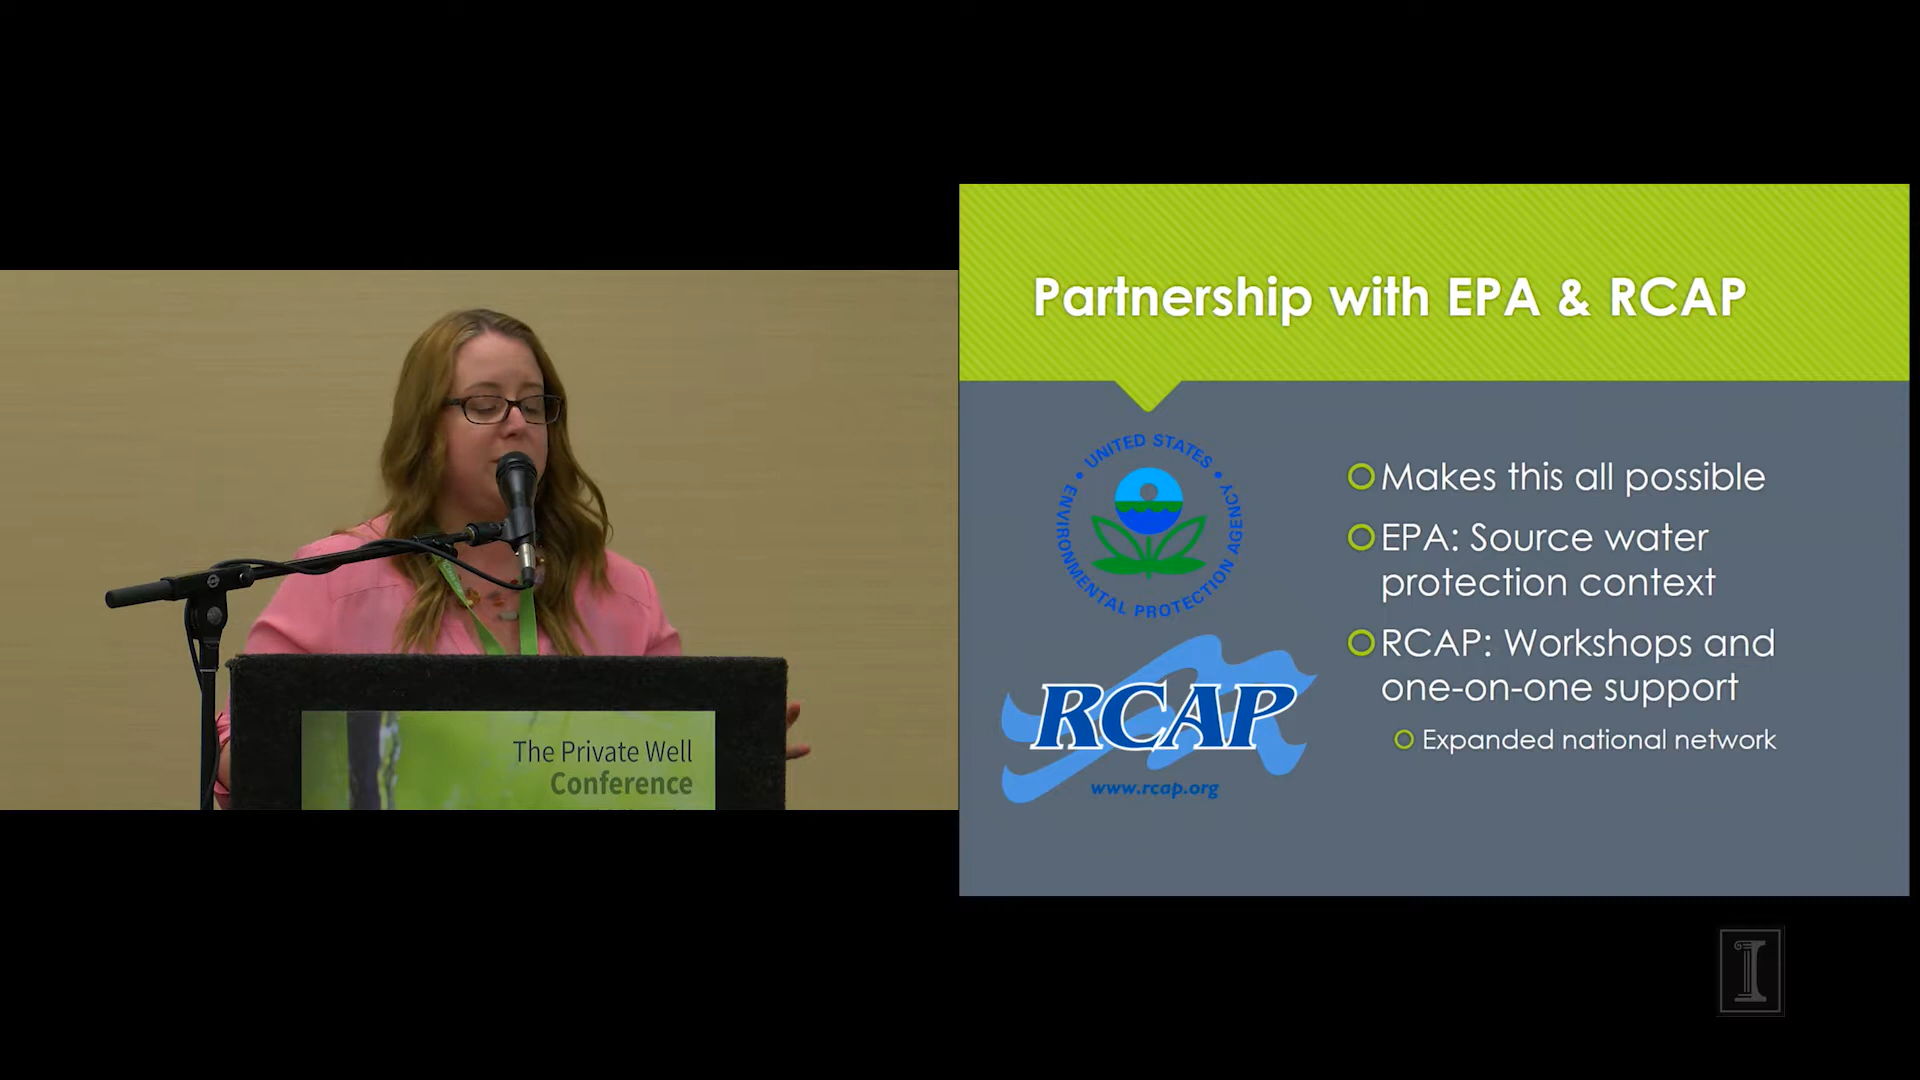 The Private Well
Conference
Partnership with EPA & RCAP
UNITED STATES
ENVIRONMENTAL PROTECTION AGENCY
RCAP
www.rcap.org
Makes this all possible
EPA: Source water
protection context
RCAP: Workshops and
one-on-one support
Expanded national network
I